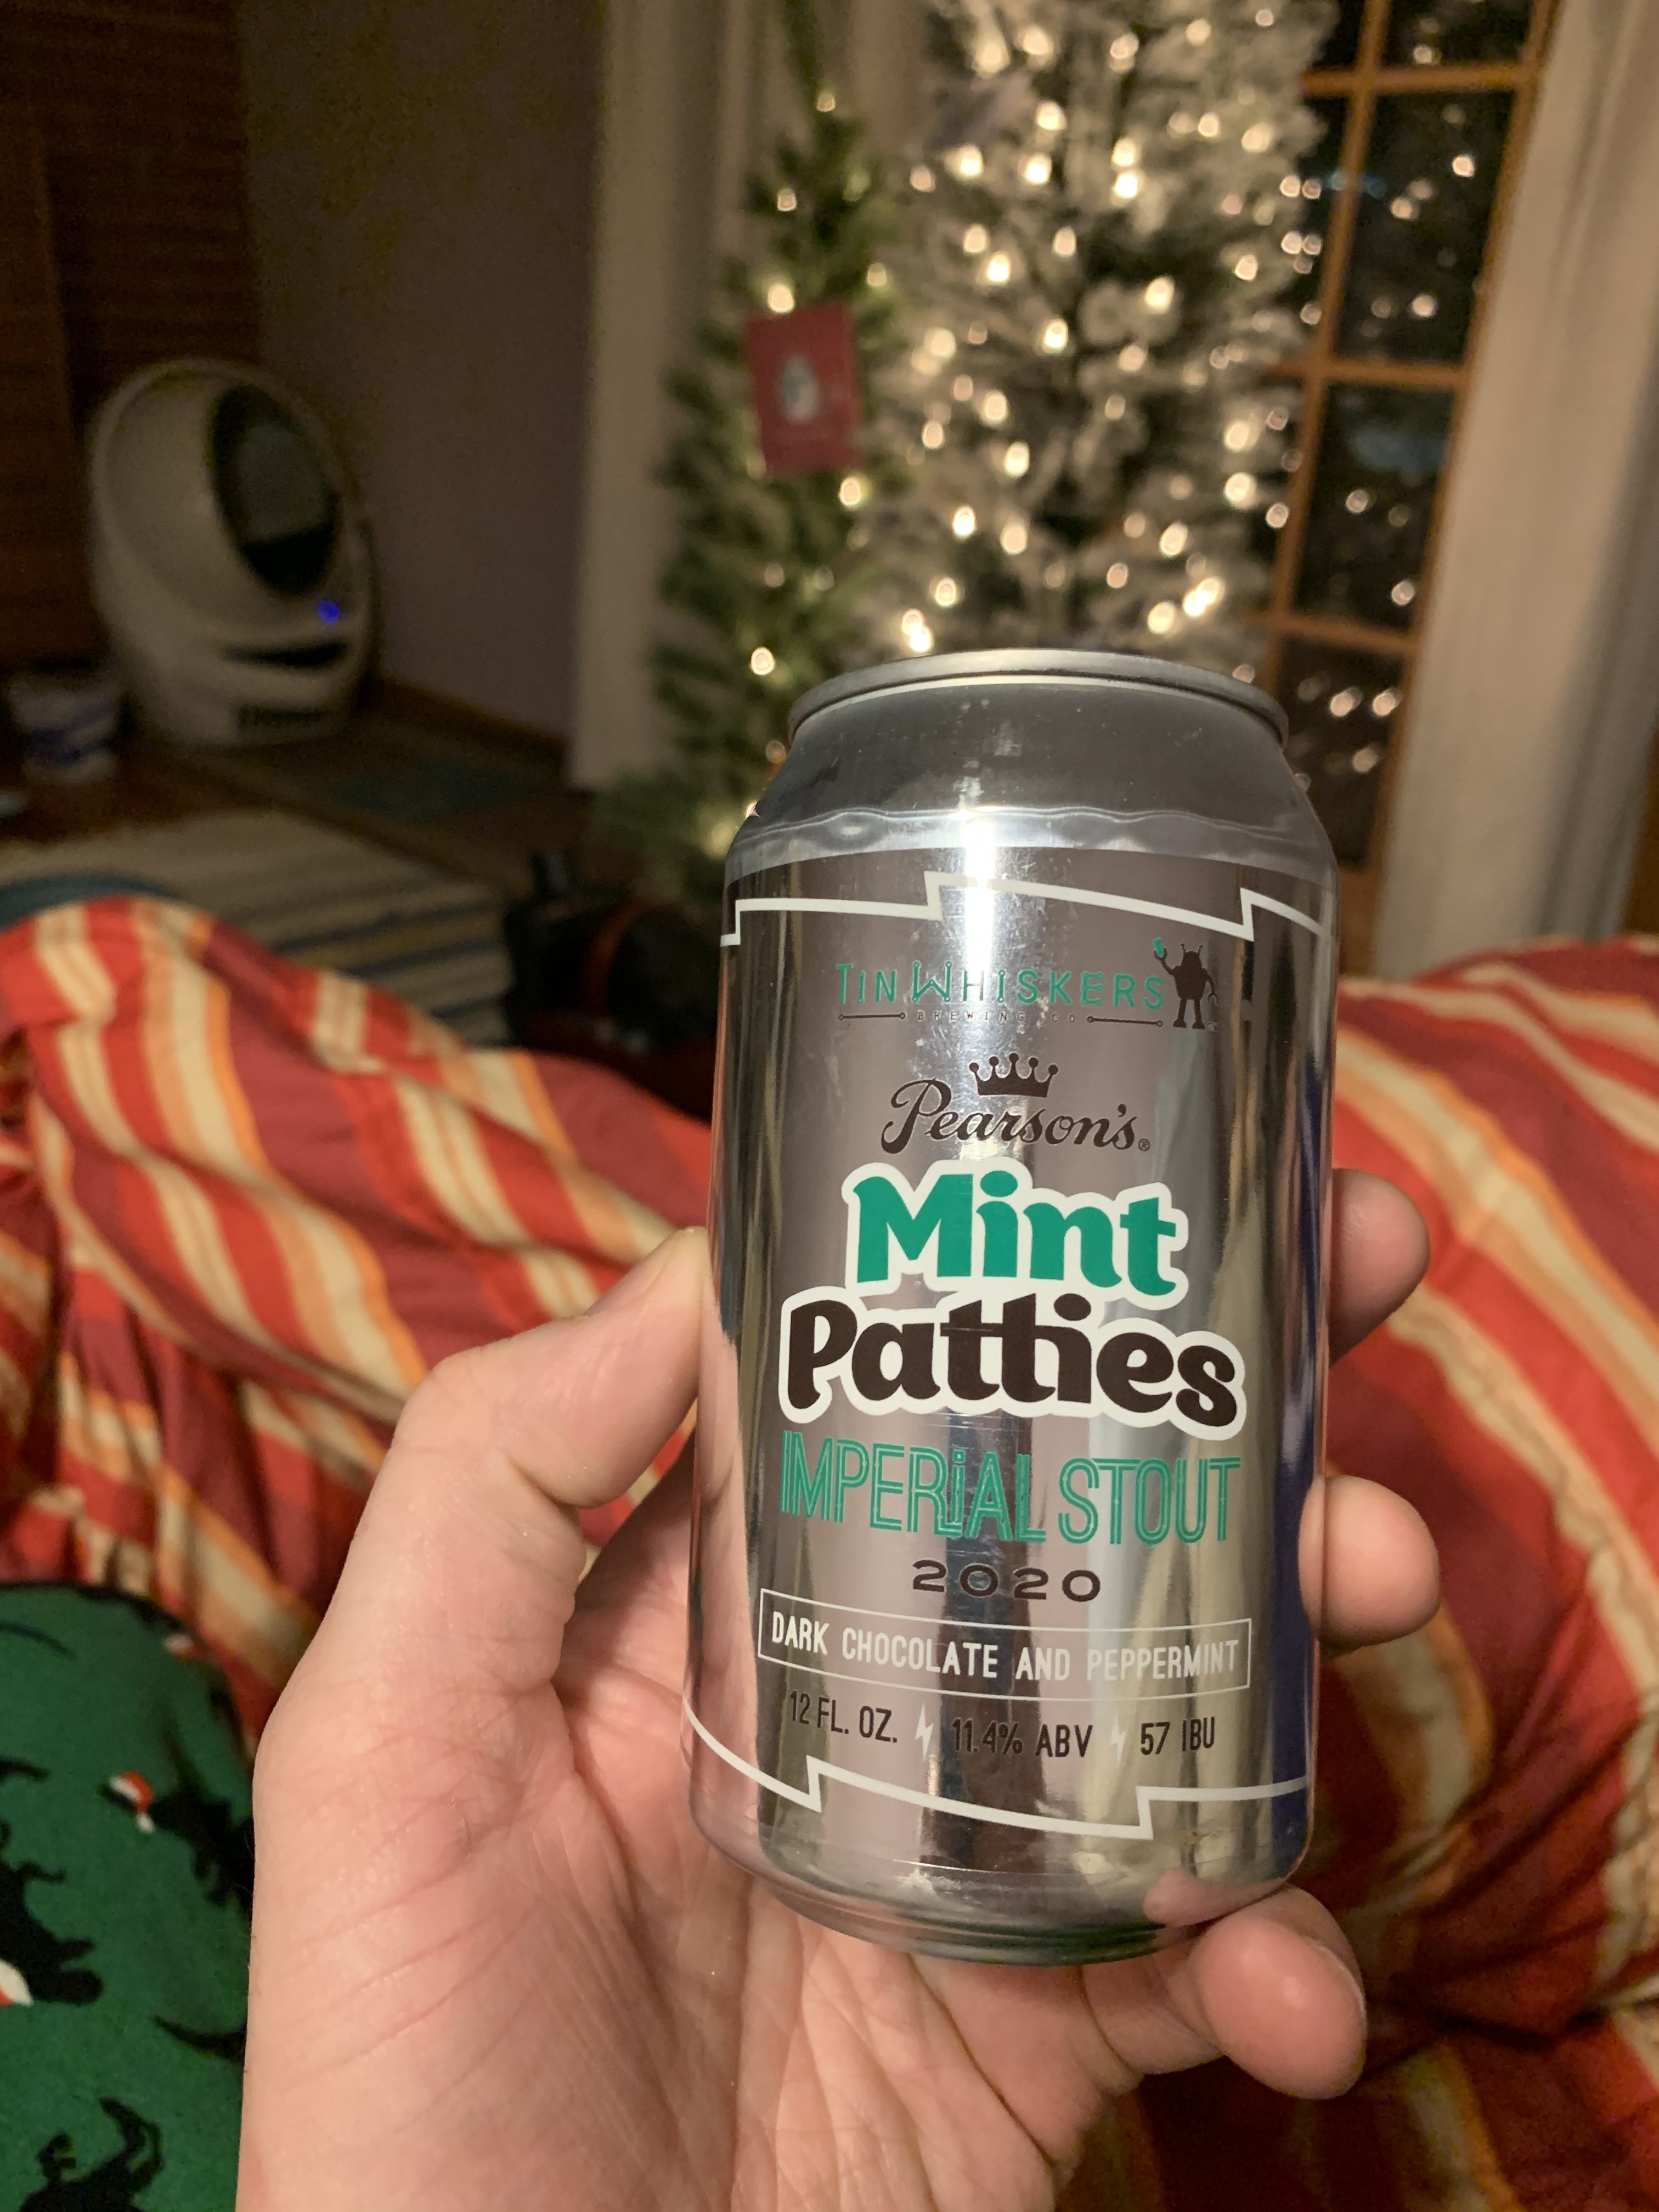 TIN WHISKERS
BREWING CO
Pearson's®
Mint
Patties
IMPERiAL STOUT
2020
DARK CHOCOLATE AND PEPPERMINT
12 FL. OZ. 11.4% ABV 57 IBU